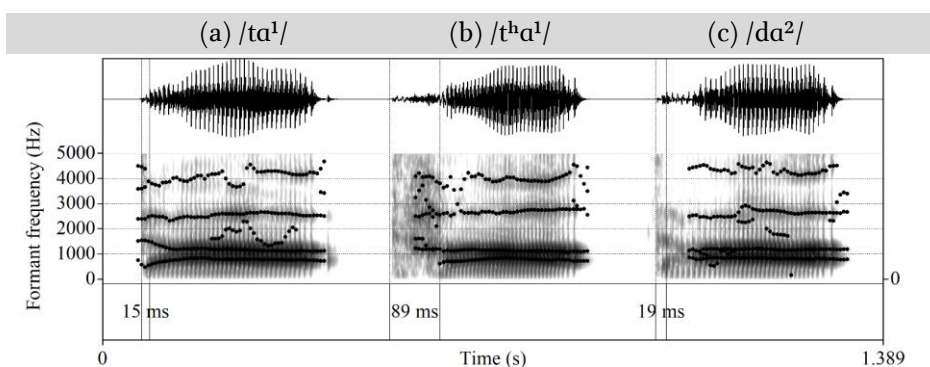 (a) /tɑ¹/ (b) /tʰɑ¹/ (c) /dɑ²/
Formant frequency (Hz)
5000
4000
3000
2000
1000
0
0
15 ms 89 ms 19 ms
0 Time (s) 1.389